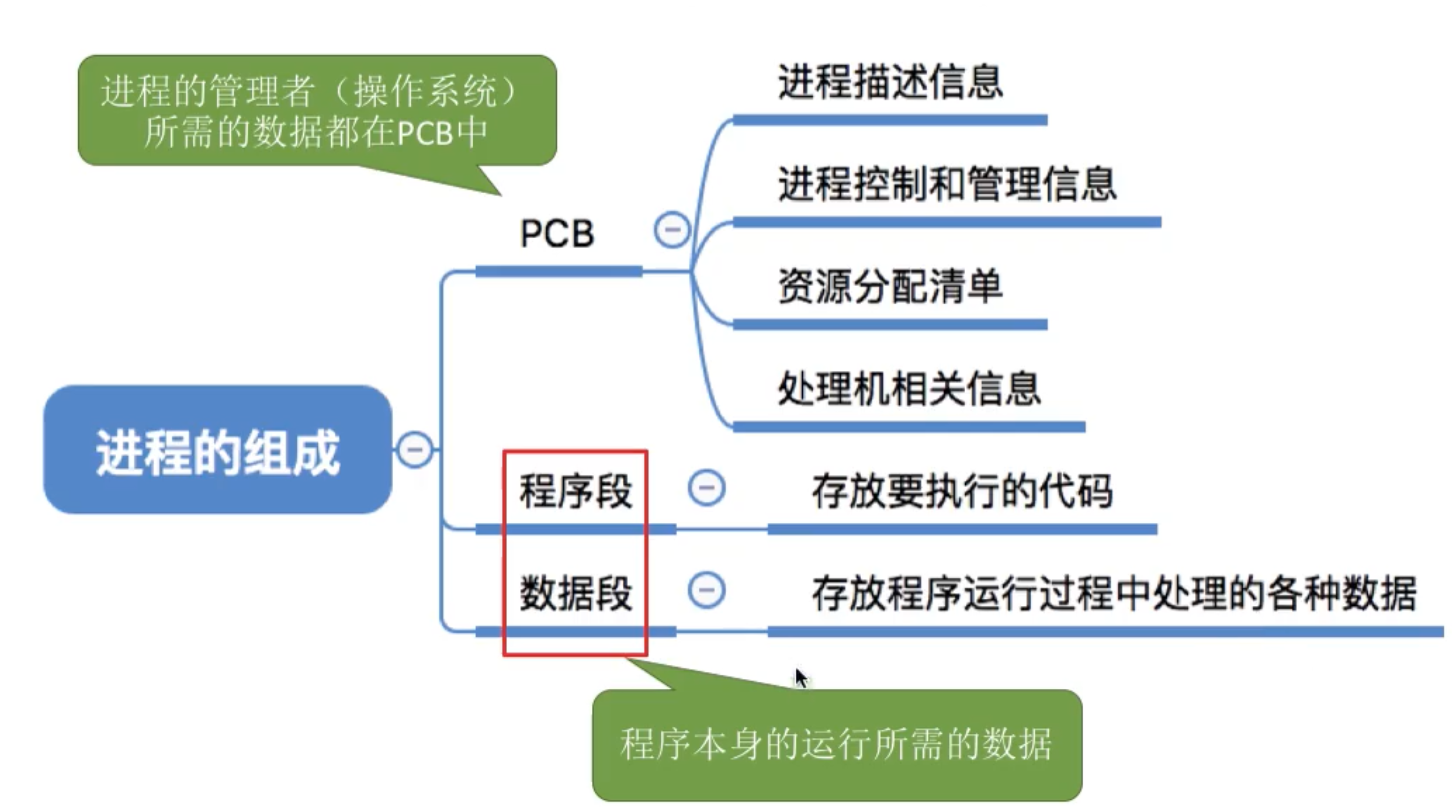 进程的管理者（操作系统）
所需的数据都在PCB中
进程描述信息
进程控制和管理信息
PCB
资源分配清单
处理机相关信息
进程的组成
程序段
存放要执行的代码
数据段
存放程序运行过程中处理的各种数据
程序本身的运行所需的数据